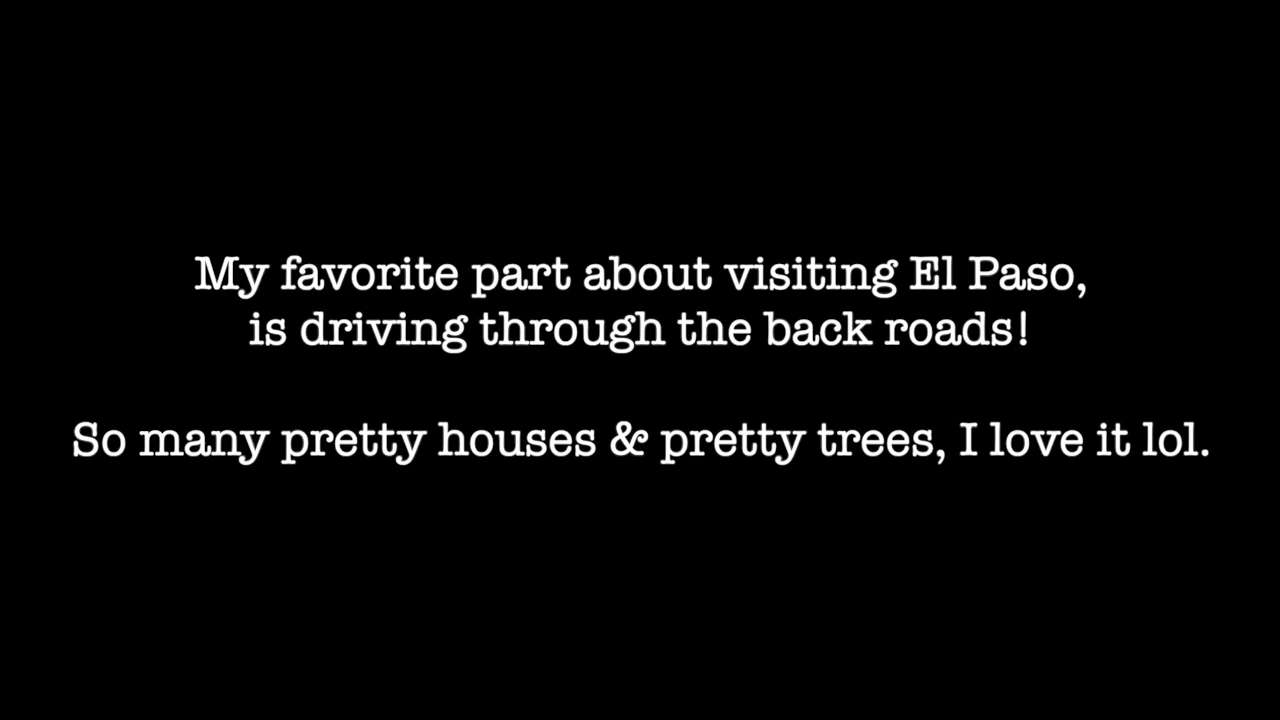 My favorite part about visiting El Paso,
is driving through the back roads!
So many pretty houses & pretty trees, I love it lol.